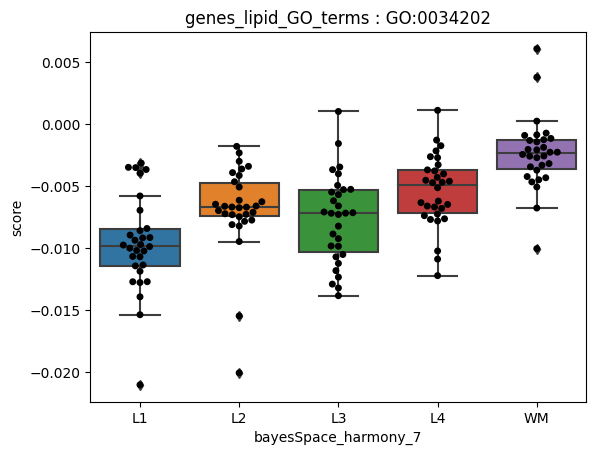 genes_lipid_GO_terms : GO:0034202
0.005
0.000
−0.005
−0.010
−0.015
−0.020
score
L1 L2 L3 L4 WM
bayesSpace_harmony_7